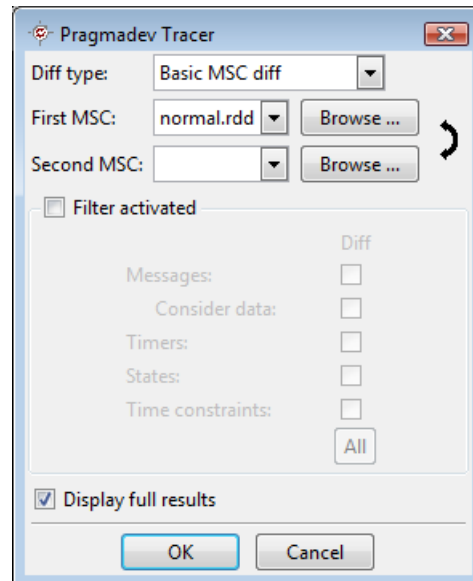 Pragmadev Tracer
Diff type: Basic MSC diff
First MSC: normal.rdd Browse ...
Second MSC: Browse ...
Filter activated
Diff
Messages:
Consider data:
Timers:
States:
Time constraints:
All
Display full results
OK Cancel